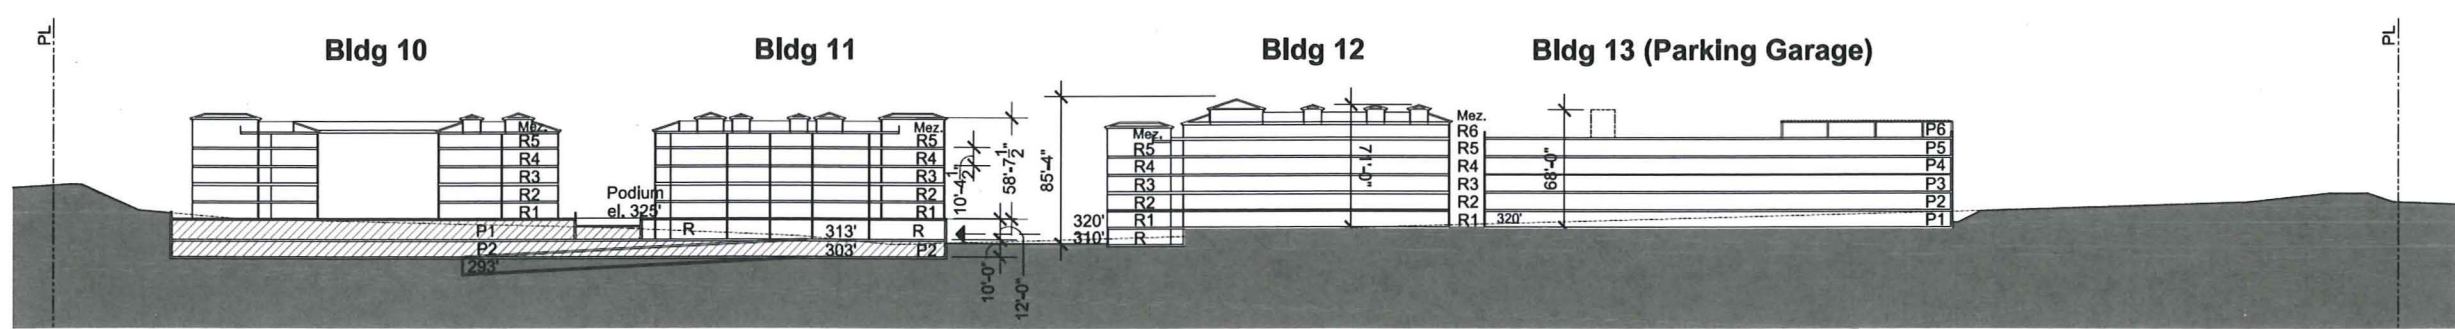 PL
Bldg 10
Bldg 11
Bldg 12
Bldg 13 (Parking Garage)
PL
Mez.
R5
R4
R3
R2
R1
Podium
el. 325'
P1
P2
293'
R
313'
303'
Mez.
R5
R4
R3
R2
R1
R
P2
10'-4 1/2"
58'-7 1/2"
10'-0"
12'-0"
85'-4"
Mez.
R5
R4
R3
R2
320' R1
310' R
71'-0"
Mez.
R6
R5
R4
R3
R2
R1
320'
68'-0"
P6
P5
P4
P3
P2
P1